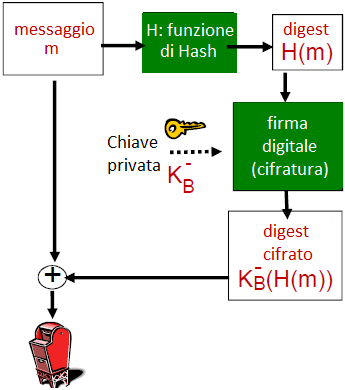 messaggio
m
H: funzione
di Hash
digest
H(m)
firma
digitale
(cifratura)
Chiave
privata
K_B^-
digest
cifrato
K_B^-(H(m))
+